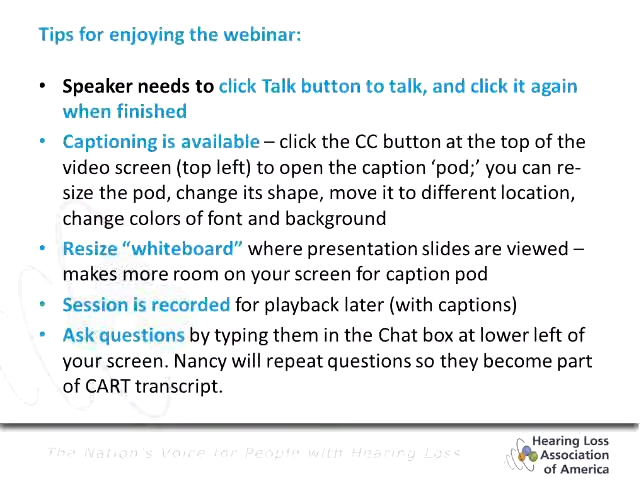 Tips for enjoying the webinar:
• Speaker needs to click Talk button to talk, and click it again
when finished
• Captioning is available – click the CC button at the top of the
video screen (top left) to open the caption ‘pod;’ you can re-
size the pod, change its shape, move it to different location,
change colors of font and background
• Resize “whiteboard” where presentation slides are viewed –
makes more room on your screen for caption pod
• Session is recorded for playback later (with captions)
• Ask questions by typing them in the Chat box at lower left of
your screen. Nancy will repeat questions so they become part
of CART transcript.
The Nation's Voice for People with Hearing Loss
Hearing Loss
Association
of America